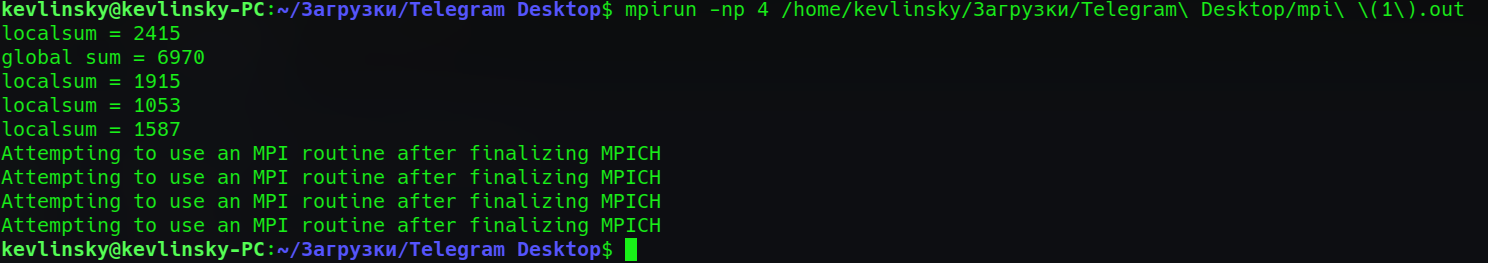 kevlinsky@kevlinsky-PC:~/Загрузки/Telegram Desktop$ mpirun -np 4 /home/kevlinsky/Загрузки/Telegram\ Desktop/mpi\ \(1\).out
localsum = 2415
global sum = 6970
localsum = 1915
localsum = 1053
localsum = 1587
Attempting to use an MPI routine after finalizing MPICH
Attempting to use an MPI routine after finalizing MPICH
Attempting to use an MPI routine after finalizing MPICH
Attempting to use an MPI routine after finalizing MPICH
kevlinsky@kevlinsky-PC:~/Загрузки/Telegram Desktop$